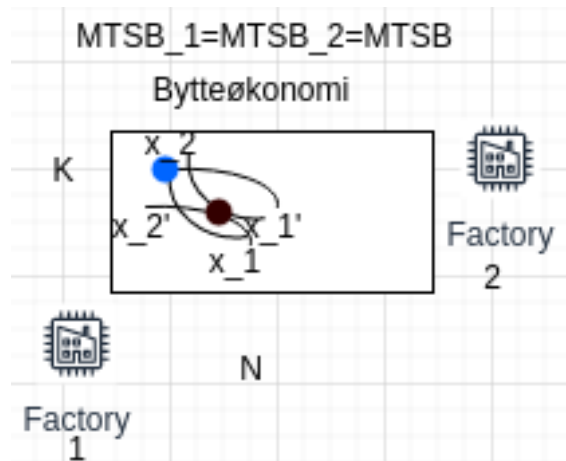 MTSB_1=MTSB_2=MTSB
Bytteøkonomi
x_2
K
x_2'
x_1'
Factory
2
x_1
N
Factory
1